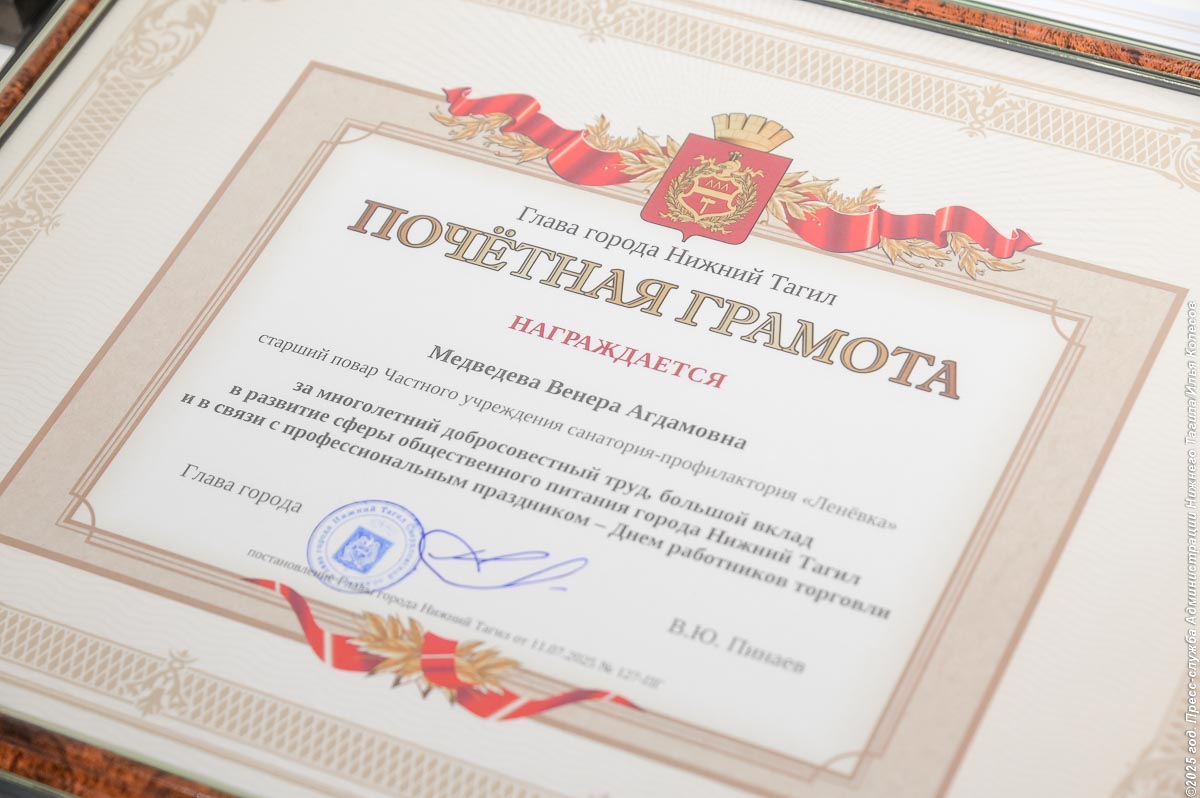 Глава города Нижний Тагил
ПОЧЁТНАЯ ГРАМОТА
НАГРАЖДАЕТСЯ
Медведева Венера Агдамовна
старший повар Частного учреждения санатория-профилактория «Ленёвка»
за многолетний добросовестный труд, большой вклад
в развитие сферы общественного питания города Нижний Тагил
и в связи с профессиональным праздником – Днем работников торговли
Глава города
В.Ю. Пинаев
постановление Главы города Нижний Тагил от 11.07.2025 № 127-ПГ
©2025 год. Пресс-служба Администрации Нижнего Тагила Илья Колесов